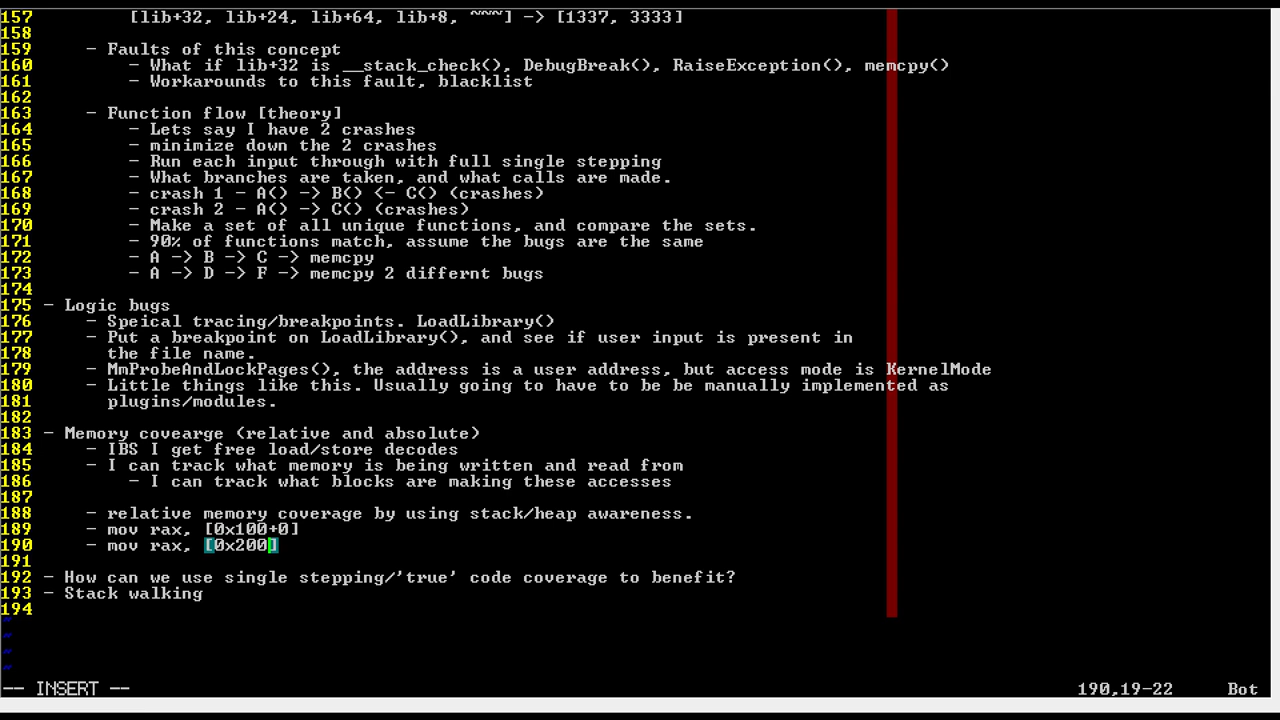 157         [lib+32, lib+24, lib+64, lib+8, ~~~] -> [1337, 3333]
158
159     - Faults of this concept
160         - What if lib+32 is __stack_check(), DebugBreak(), RaiseException(), memcpy()
161         - Workarounds to this fault, blacklist
162
163     - Function flow [theory]
164         - Lets say I have 2 crashes
165         - minimize down the 2 crashes
166         - Run each input through with full single stepping
167         - What branches are taken, and what calls are made.
168         - crash 1 - A() -> B() <- C() (crashes)
169         - crash 2 - A() -> C() (crashes)
170         - Make a set of all unique functions, and compare the sets.
171         - 90% of functions match, assume the bugs are the same
172         - A -> B -> C -> memcpy
173         - A -> D -> F -> memcpy 2 differnt bugs
174
175 - Logic bugs
176     - Speical tracing/breakpoints. LoadLibrary()
177     - Put a breakpoint on LoadLibrary(), and see if user input is present in
178       the file name.
179     - MmProbeAndLockPages(), the address is a user address, but access mode is KernelMode
180     - Little things like this. Usually going to have to be be manually implemented as
181       plugins/modules.
182
183 - Memory covearge (relative and absolute)
184     - IBS I get free load/store decodes
185     - I can track what memory is being written and read from
186         - I can track what blocks are making these accesses
187
188     - relative memory coverage by using stack/heap awareness.
189     - mov rax, [0x100+0]
190     - mov rax, [0x200]
191
192 - How can we use single stepping/'true' code coverage to benefit?
193 - Stack walking
194
~
~
~
~
-- INSERT --                                        190,19-22     Bot